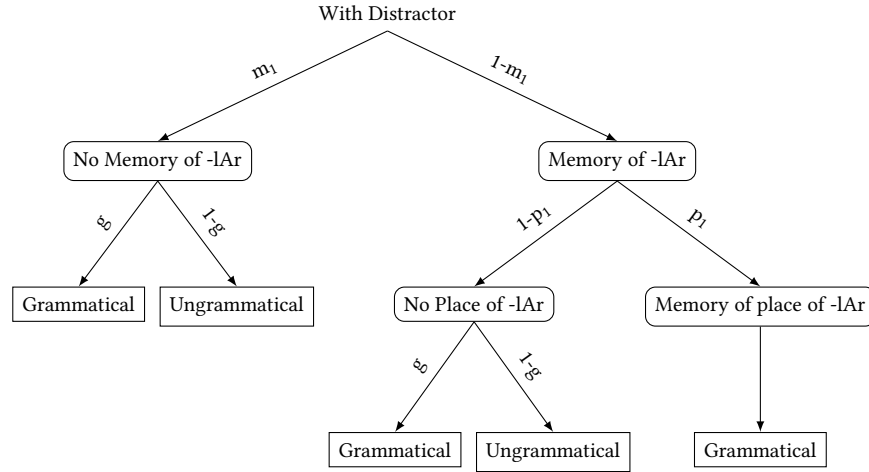 With Distractor
m₁
1-m₁
No Memory of -lAr
Memory of -lAr
g
1-g
1-p₁
p₁
Grammatical
Ungrammatical
No Place of -lAr
Memory of place of -lAr
g
1-g
Grammatical
Ungrammatical
Grammatical